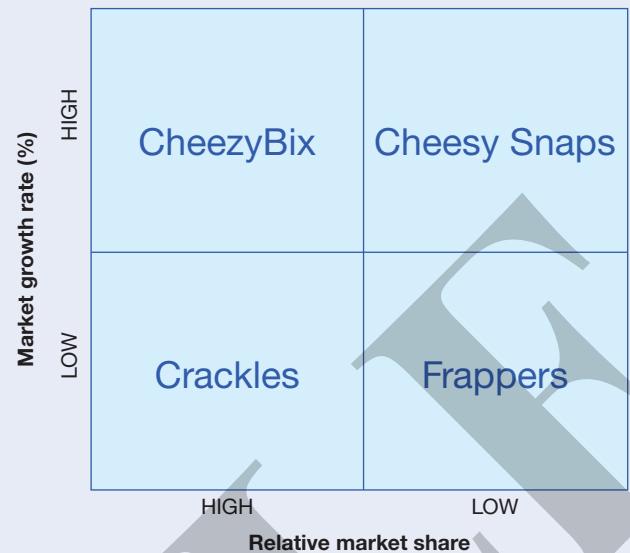 Market growth rate (%)
HIGH
CheezyBix
Cheesy Snaps
LOW
Crackles
Frappers
HIGH
LOW
Relative market share